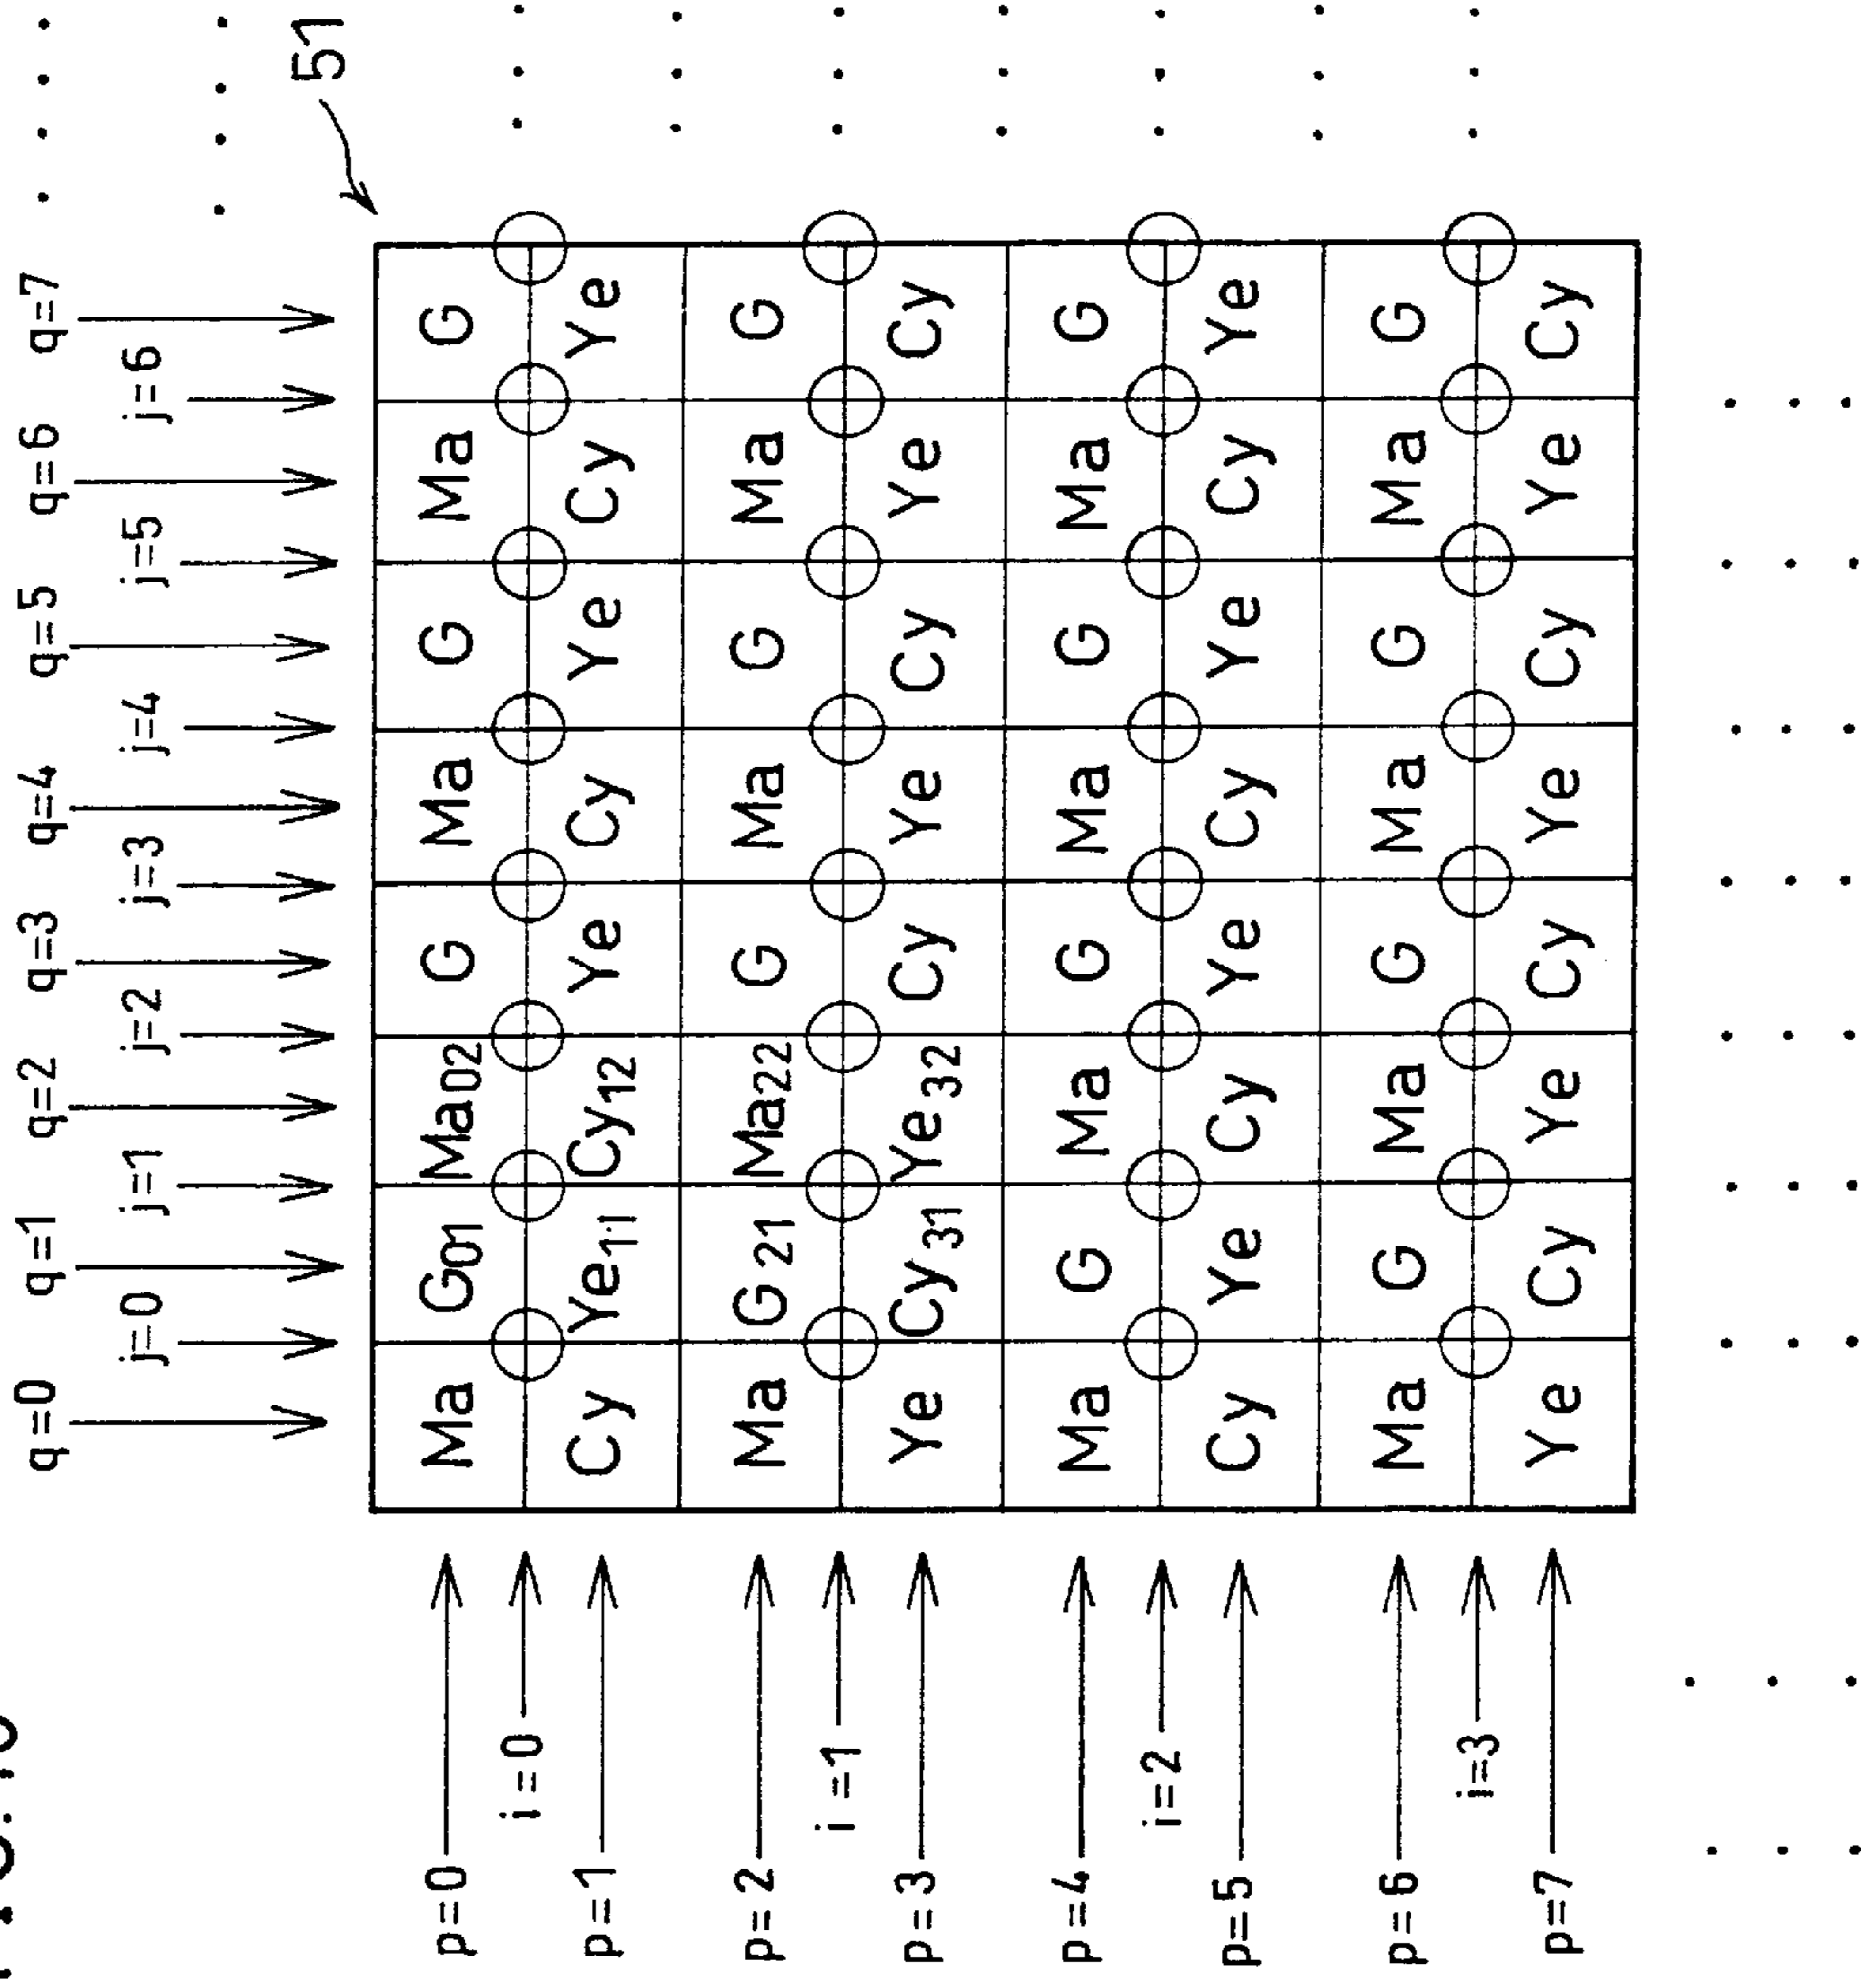 q=0 q=1 q=2 q=3 q=4 q=5 q=6 q=7
j=0 j=1 j=2 j=3 j=4 j=5 j=6
51
p=0 Ma G01 Ma02 G Ma G Ma G
i=0
p=1 Cy Ye11 Cy12 Ye Cy Ye Cy Ye
p=2 Ma G21 Ma22 G Ma G Ma G
i=1
p=3 Ye Cy31 Ye32 Cy Ye Cy Ye Cy
p=4 Ma G Ma G Ma G Ma G
i=2
p=5 Cy Ye Cy Ye Cy Ye Cy Ye
p=6 Ma G Ma G Ma G Ma G
i=3
p=7 Ye Cy Ye Cy Ye Cy Ye Cy